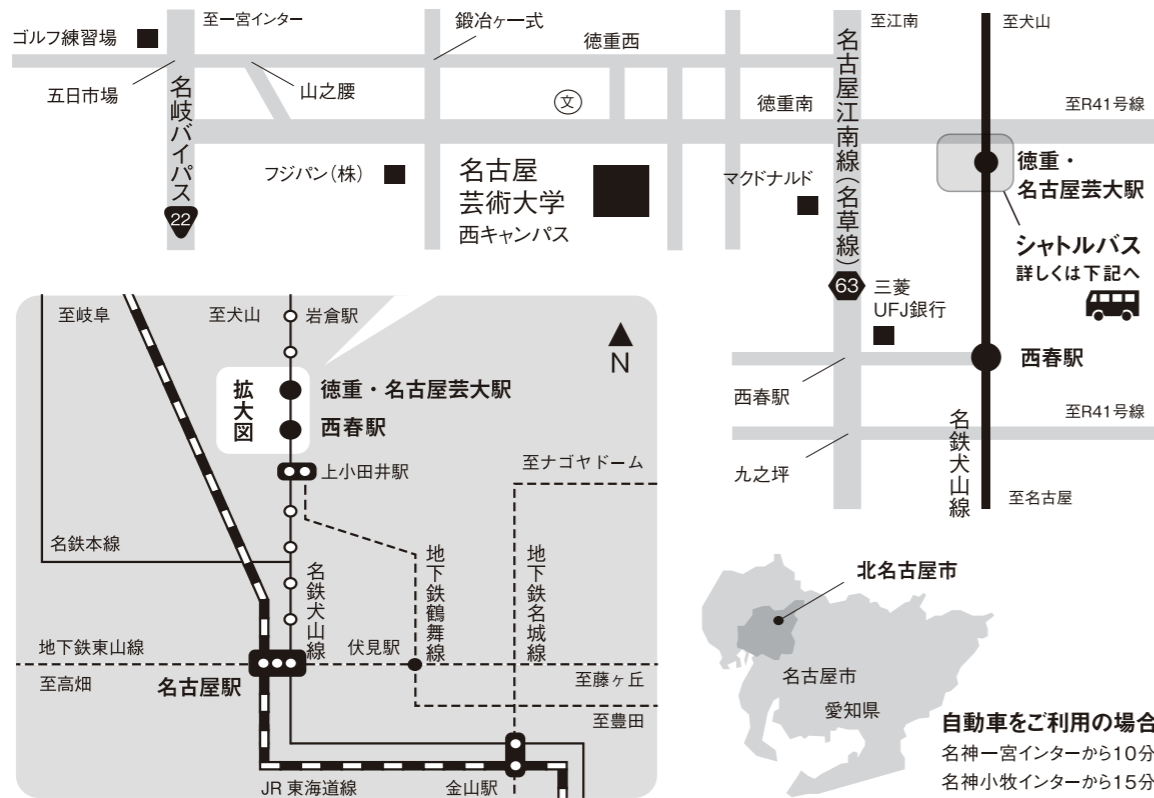 至一宮インター
鍛冶ヶ一式
徳重西
至江南
至犬山
ゴルフ練習場
五日市場
山之腰
名岐バイパス
22
文
徳重南
名古屋江南線(名草線)
63
至R41号線
フジパン(株)
名古屋
芸術大学
西キャンパス
マクドナルド
徳重・
名古屋芸大駅
シャトルバス
詳しくは下記へ
三菱
UFJ銀行
西春駅
西春駅
至R41号線
九之坪
名鉄犬山線
至名古屋
至岐阜
至犬山
岩倉駅
N
拡大図
徳重・名古屋芸大駅
西春駅
上小田井駅
至ナゴヤドーム
名鉄本線
名鉄犬山線
地下鉄鶴舞線
地下鉄名城線
地下鉄東山線
伏見駅
至高畑
名古屋駅
至藤ヶ丘
至豊田
JR 東海道線
金山駅
北名古屋市
名古屋市
愛知県
自動車をご利用の場合
名神一宮インターから10分
名神小牧インターから15分